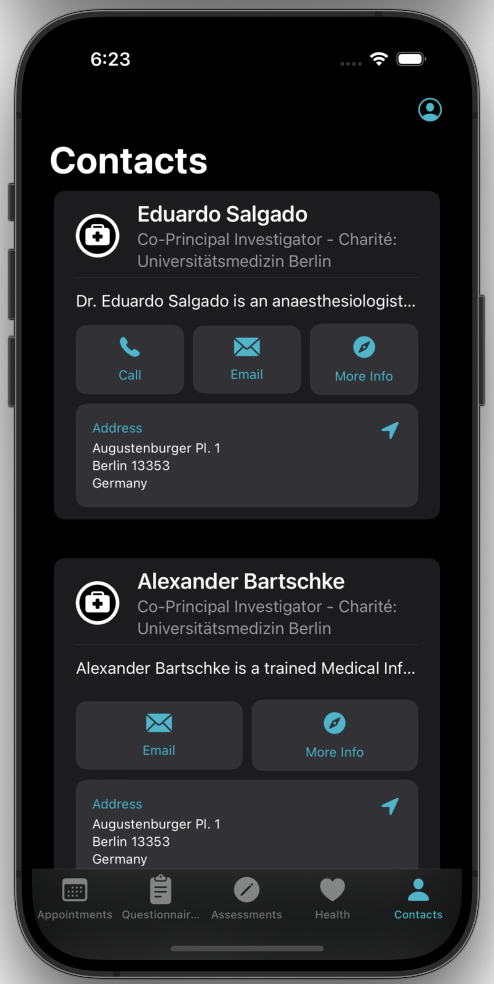 6:23
Contacts
Eduardo Salgado
Co-Principal Investigator - Charité:
Universitätsmedizin Berlin
Dr. Eduardo Salgado is an anaesthesiologist...
Call
Email
More Info
Address
Augustenburger Pl. 1
Berlin 13353
Germany
Alexander Bartschke
Co-Principal Investigator - Charité:
Universitätsmedizin Berlin
Alexander Bartschke is a trained Medical Inf...
Email
More Info
Address
Augustenburger Pl. 1
Berlin 13353
Germany
Appointments
Questionnair...
Assessments
Health
Contacts